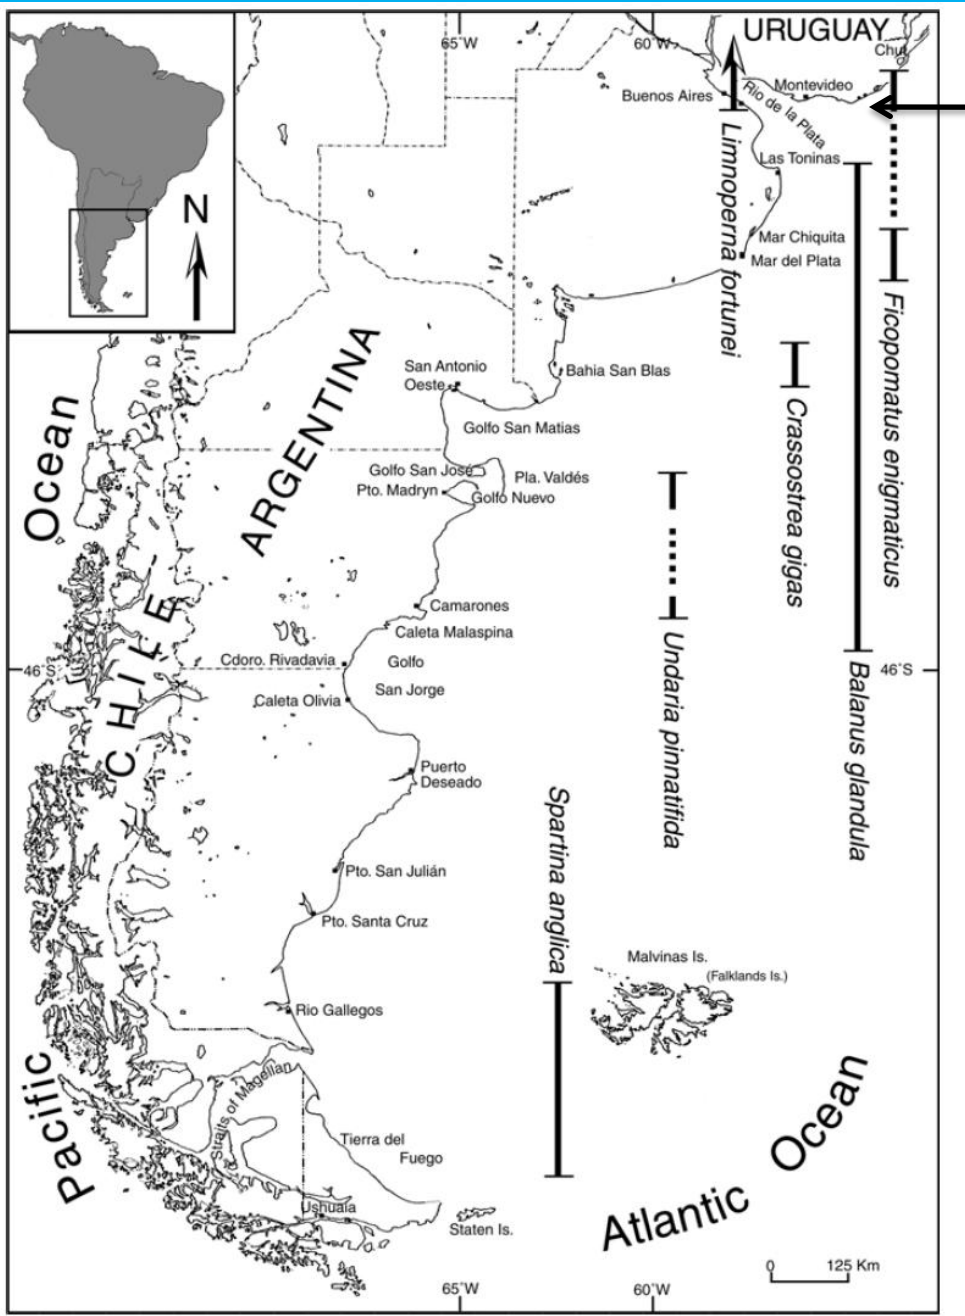 65°W
60°W
URUGUAY
Chuí
Montevideo
Buenos Aires
Rio de la Plata
Las Toninas
N
Limnoperna fortunei
Mar Chiquita
Mar del Plata
Ficopomatus enigmaticus
San Antonio
Oeste
Bahia San Blas
Golfo San Matias
Crassostrea gigas
Ocean
ARGENTINA
Golfo San José
Pla. Valdés
Pto. Madryn
Golfo Nuevo
Camarones
Caleta Malaspina
CHILE
Cdoro. Rivadavia
Golfo
San Jorge
46°S
46°S
Caleta Olivia
Undaria pinnatifida
Balanus glandula
Puerto
Deseado
Spartina anglica
Pto. San Julián
Pto. Santa Cruz
Malvinas Is.
(Falklands Is.)
Rio Gallegos
Pacific
Straits of Magellan
Tierra del
Fuego
Ushuaia
Staten Is.
Atlantic
Ocean
0 125 Km
65°W
60°W